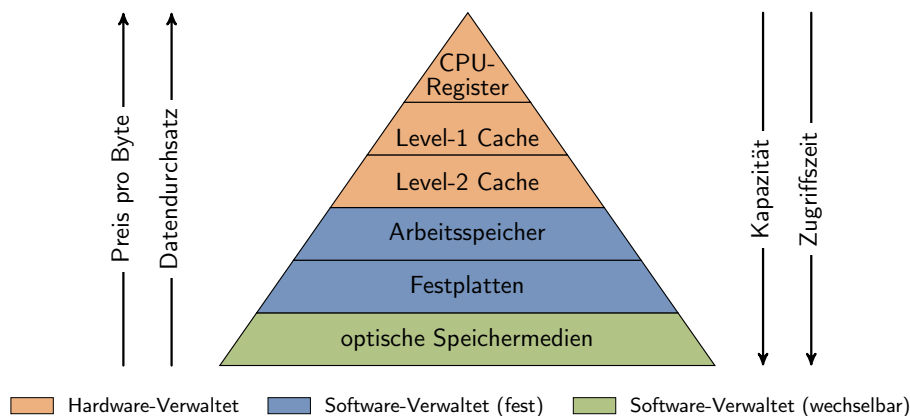 Preis pro Byte
Datendurchsatz
CPU-
Register
Level-1 Cache
Level-2 Cache
Arbeitsspeicher
Festplatten
optische Speichermedien
Kapazität
Zugriffszeit
Hardware-Verwaltet
Software-Verwaltet (fest)
Software-Verwaltet (wechselbar)